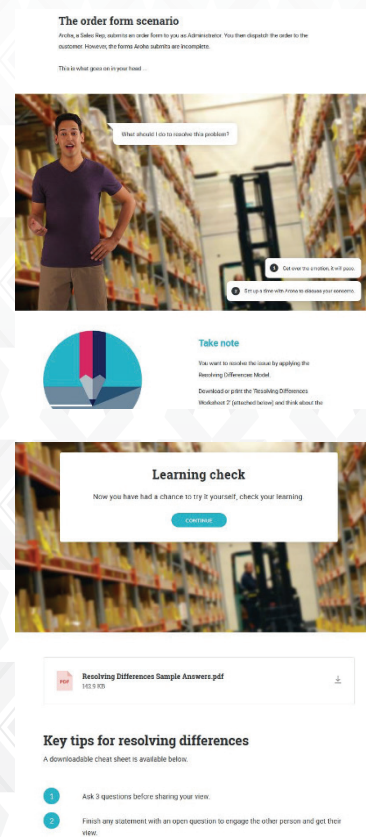 The order form scenario
Aroha, a Sales Rep, submits an order form to you as Administrator. You then dispatch the order to the
customer. However, the forms Aroha submits are incomplete.
This is what goes on in your head ...
What should I do to resolve this problem?
1 Get over the emotion, it will pass.
2 Set up a time with Aroha to discuss your concerns.
Take note
You want to resolve the issue by applying the
Resolving Differences Model.
Download or print the 'Resolving Differences
Worksheet 2' (attached below) and think about the
Learning check
Now you have had a chance to try it yourself, check your learning
CONTINUE
PDF
Resolving Differences Sample Answers.pdf
161.9 KB
Key tips for resolving differences
A downloadable cheat sheet is available below.
1 Ask 3 questions before sharing your view.
2 Finish any statement with an open question to engage the other person and get their
view.